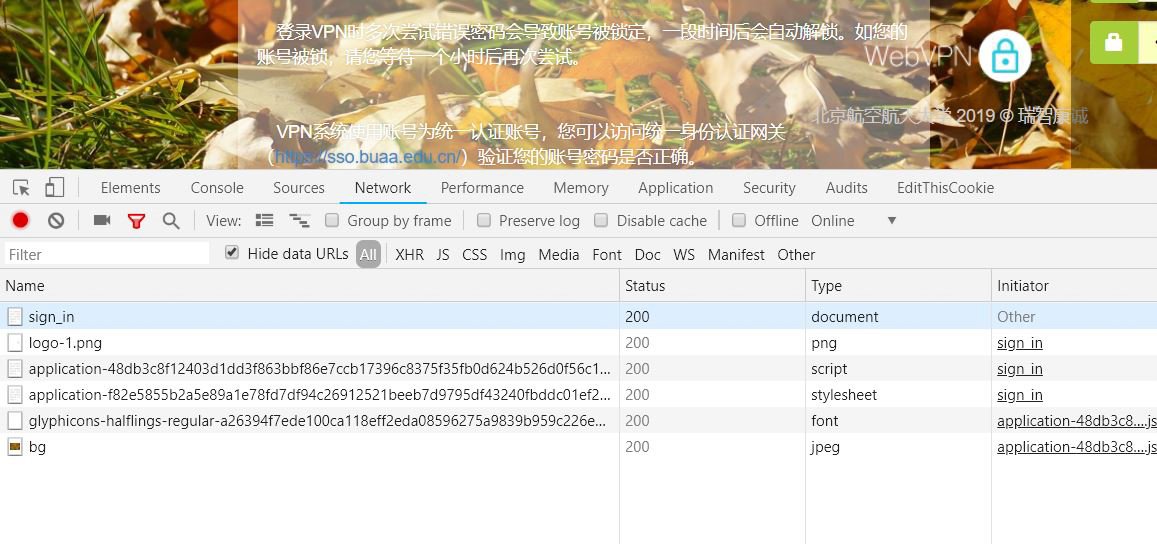 登录VPN时多次尝试错误密码会导致账号被锁定，一段时间后会自动解锁。如您的
账号被锁，请您等待一个小时后再次尝试。
WebVPN
北京航空航天大学 2019 © 瑞智康诚
VPN系统使用账号为统一认证账号，您可以访问统一身份认证网关
（https://sso.buaa.edu.cn/）验证您的账号密码是否正确。
Elements Console Sources Network Performance Memory Application Security Audits EditThisCookie
View: Group by frame Preserve log Disable cache Offline Online ▼
Filter Hide data URLs All XHR JS CSS Img Media Font Doc WS Manifest Other
Name Status Type Initiator
sign_in 200 document Other
logo-1.png 200 png sign_in
application-48db3c8f12403d1dd3f863bbf86e7ccb17396c8375f35fb0d624b526d0f56c1... 200 script sign_in
application-f82e5855b2a5e89a1e78fd7df94c26912521beeb7d9795df43240fbddc01ef2... 200 stylesheet sign_in
glyphicons-halflings-regular-a26394f7ede100ca118eff2eda08596275a9839b959c226e... 200 font application-48db3c8....js
bg 200 jpeg application-48db3c8....js